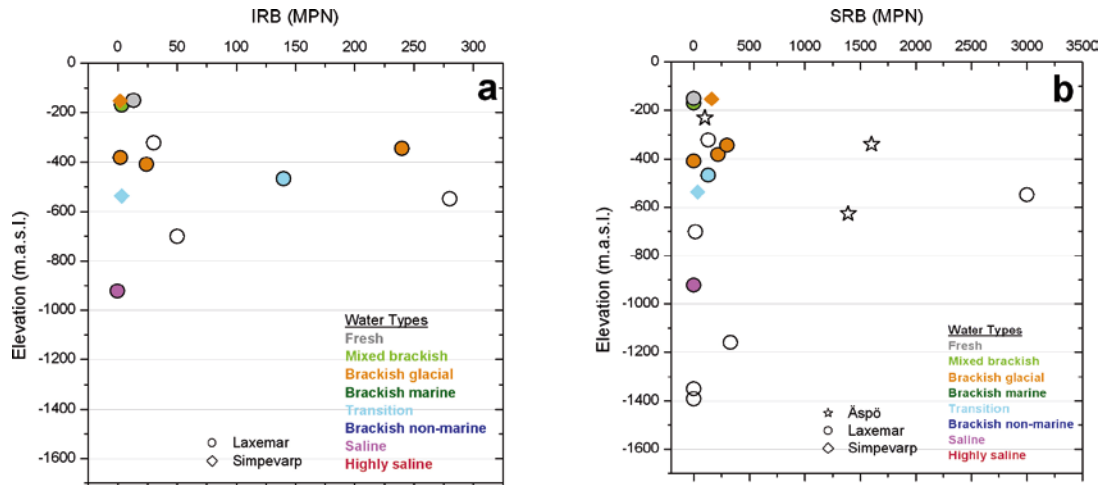 IRB (MPN)
0 50 100 150 200 250 300
0
-200
-400
-600
-800
-1000
-1200
-1400
-1600
Elevation (m.a.s.l.)
a
Water Types
Fresh
Mixed brackish
Brackish glacial
Brackish marine
Transition
Brackish non-marine
Saline
Highly saline
Laxemar
Simpevarp
SRB (MPN)
0 500 1000 1500 2000 2500 3000 3500
0
-200
-400
-600
-800
-1000
-1200
-1400
-1600
Elevation (m.a.s.l.)
b
Water Types
Fresh
Mixed brackish
Brackish glacial
Brackish marine
Transition
Brackish non-marine
Saline
Highly saline
Äspö
Laxemar
Simpevarp